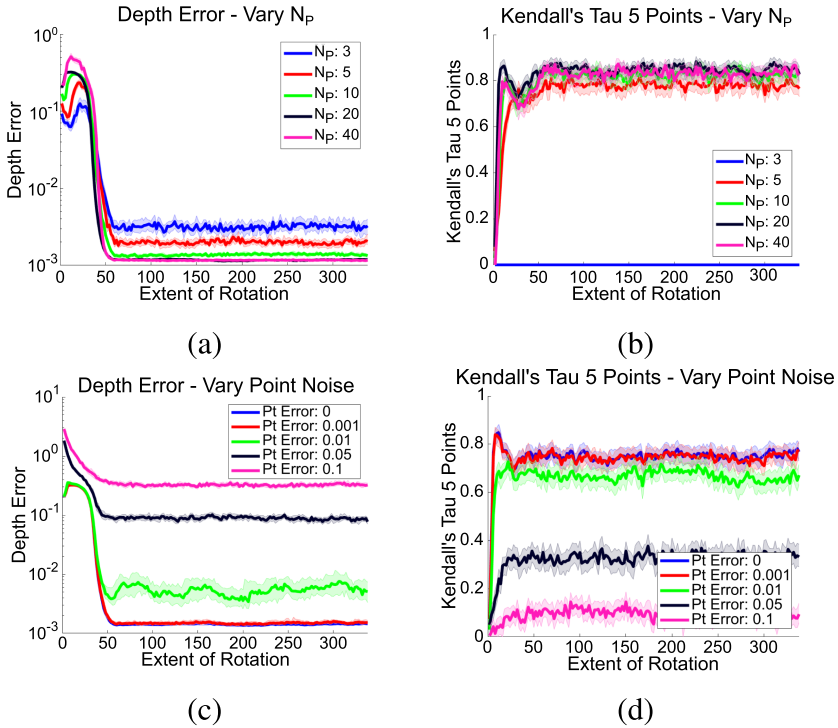 Depth Error - Vary N_P
10^0
10^-1
10^-2
10^-3
Depth Error
N_P: 3
N_P: 5
N_P: 10
N_P: 20
N_P: 40
0 50 100 150 200 250 300
Extent of Rotation
(a)
Kendall's Tau 5 Points - Vary N_P
1
0.8
0.6
0.4
0.2
0
Kendall's Tau 5 Points
N_P: 3
N_P: 5
N_P: 10
N_P: 20
N_P: 40
0 50 100 150 200 250 300
Extent of Rotation
(b)
Depth Error - Vary Point Noise
10^1
10^0
10^-1
10^-2
10^-3
Depth Error
Pt Error: 0
Pt Error: 0.001
Pt Error: 0.01
Pt Error: 0.05
Pt Error: 0.1
0 50 100 150 200 250 300
Extent of Rotation
(c)
Kendall's Tau 5 Points - Vary Point Noise
1
0.8
0.6
0.4
0.2
0
Kendall's Tau 5 Points
Pt Error: 0
Pt Error: 0.001
Pt Error: 0.01
Pt Error: 0.05
Pt Error: 0.1
0 50 100 150 200 250 300
Extent of Rotation
(d)